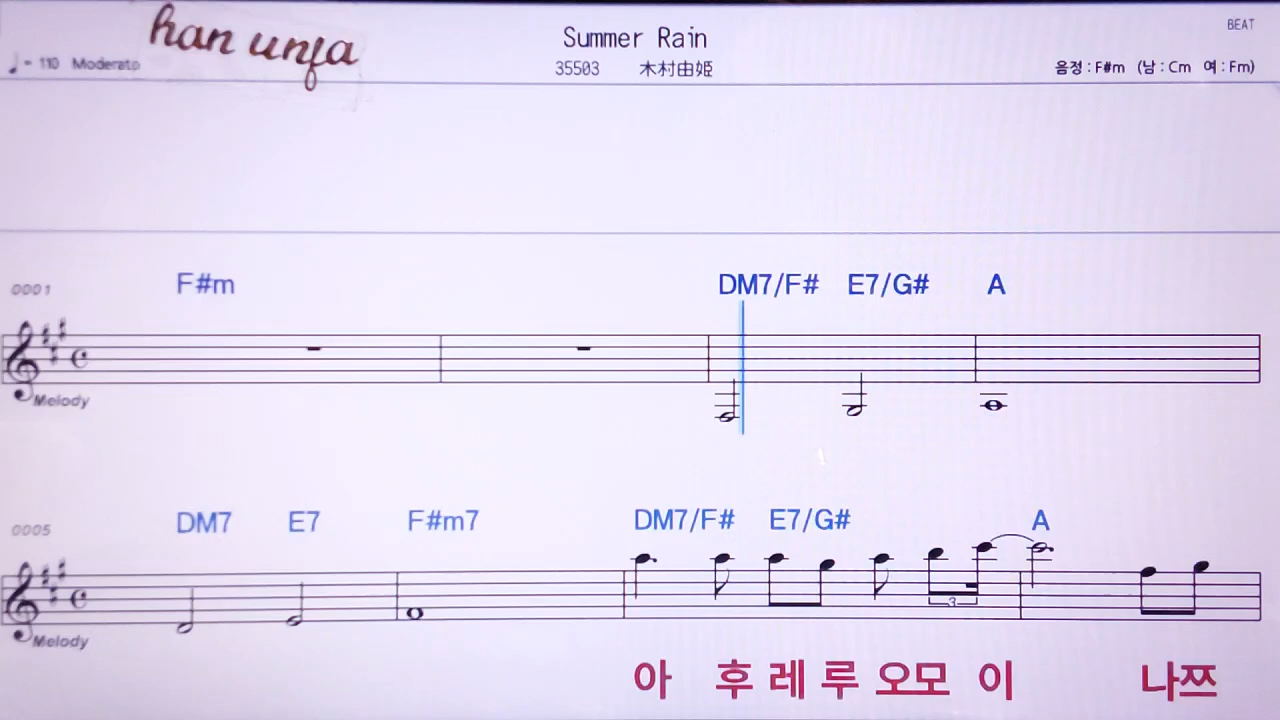 han unfa
Summer Rain
BEAT
♩= 110 Moderato
35503 木村由姫
음정 : F#m (남 : Cm 여 : Fm)
0001
F#m DM7/F# E7/G# A
Melody
0005
DM7 E7 F#m7 DM7/F# E7/G# A
3
Melody
아 후 레 루 오모 이 나쯔